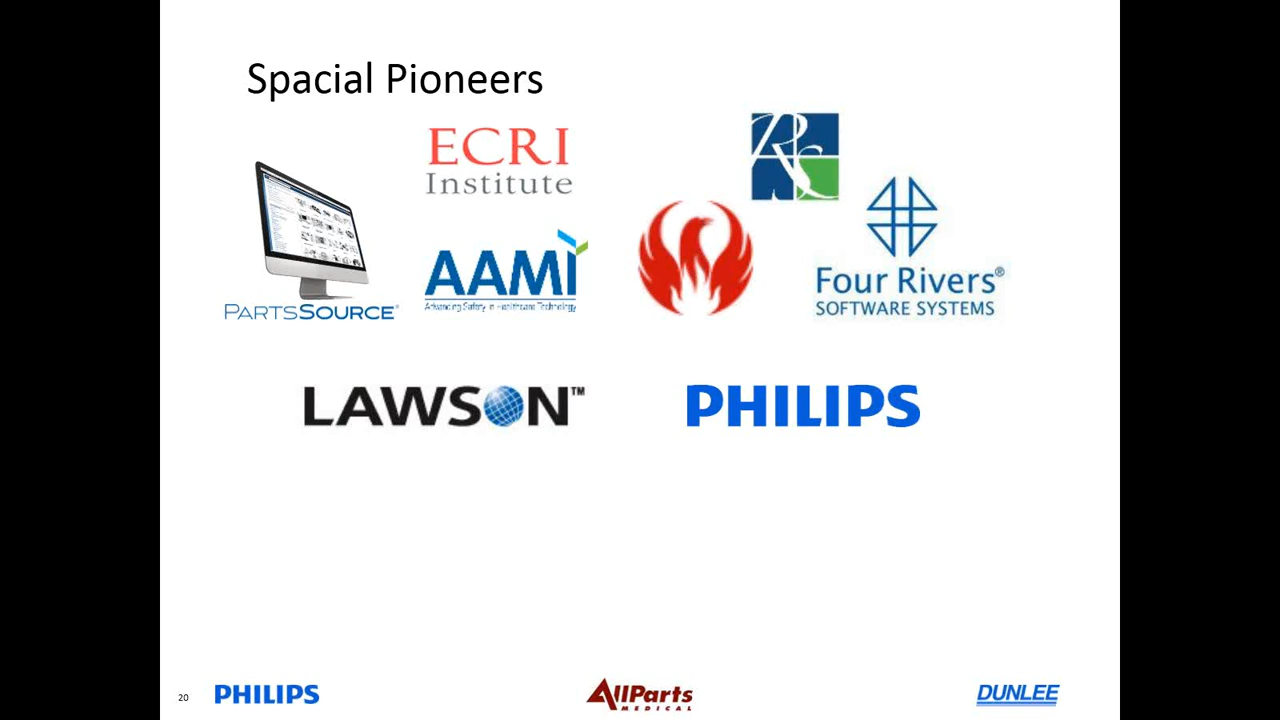 Spacial Pioneers
ECRI
Institute
PARTSSOURCE®
AAMI
Advancing Safety in Healthcare Technology
Four Rivers®
SOFTWARE SYSTEMS
LAWSON™
PHILIPS
20
PHILIPS
AllParts
MEDICAL
DUNLEE